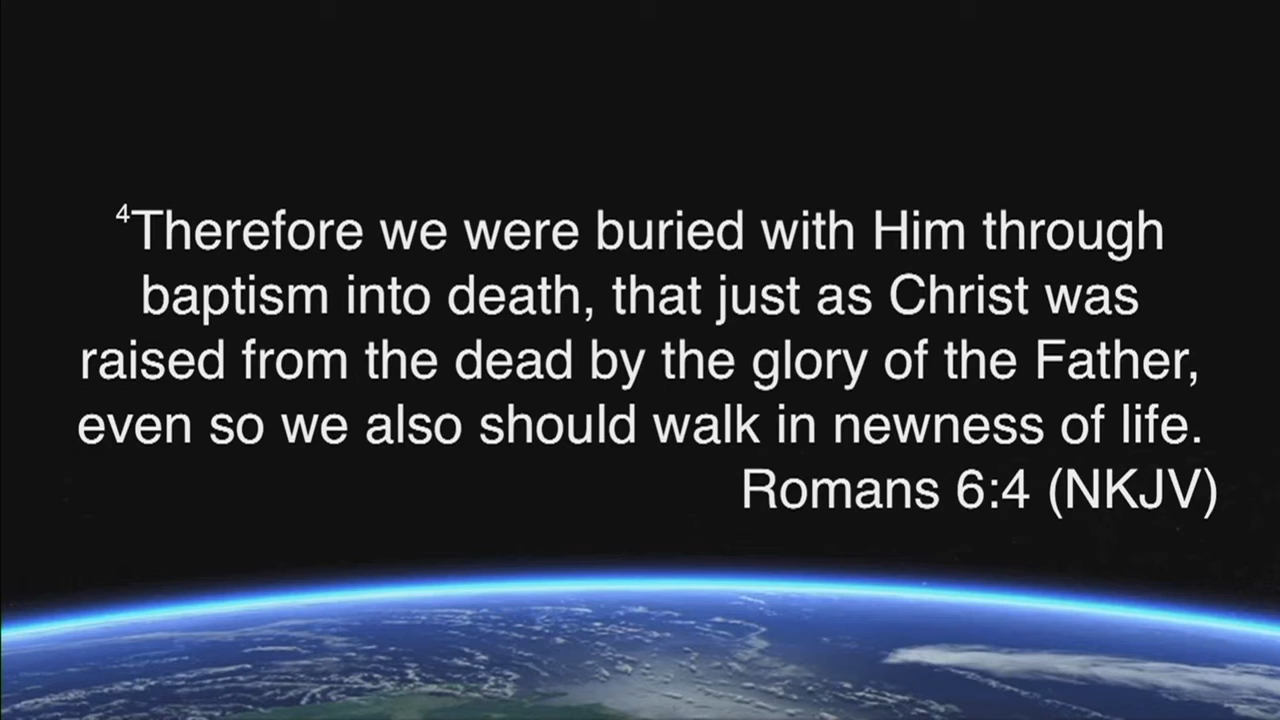 ⁴Therefore we were buried with Him through
baptism into death, that just as Christ was
raised from the dead by the glory of the Father,
even so we also should walk in newness of life.
Romans 6:4 (NKJV)